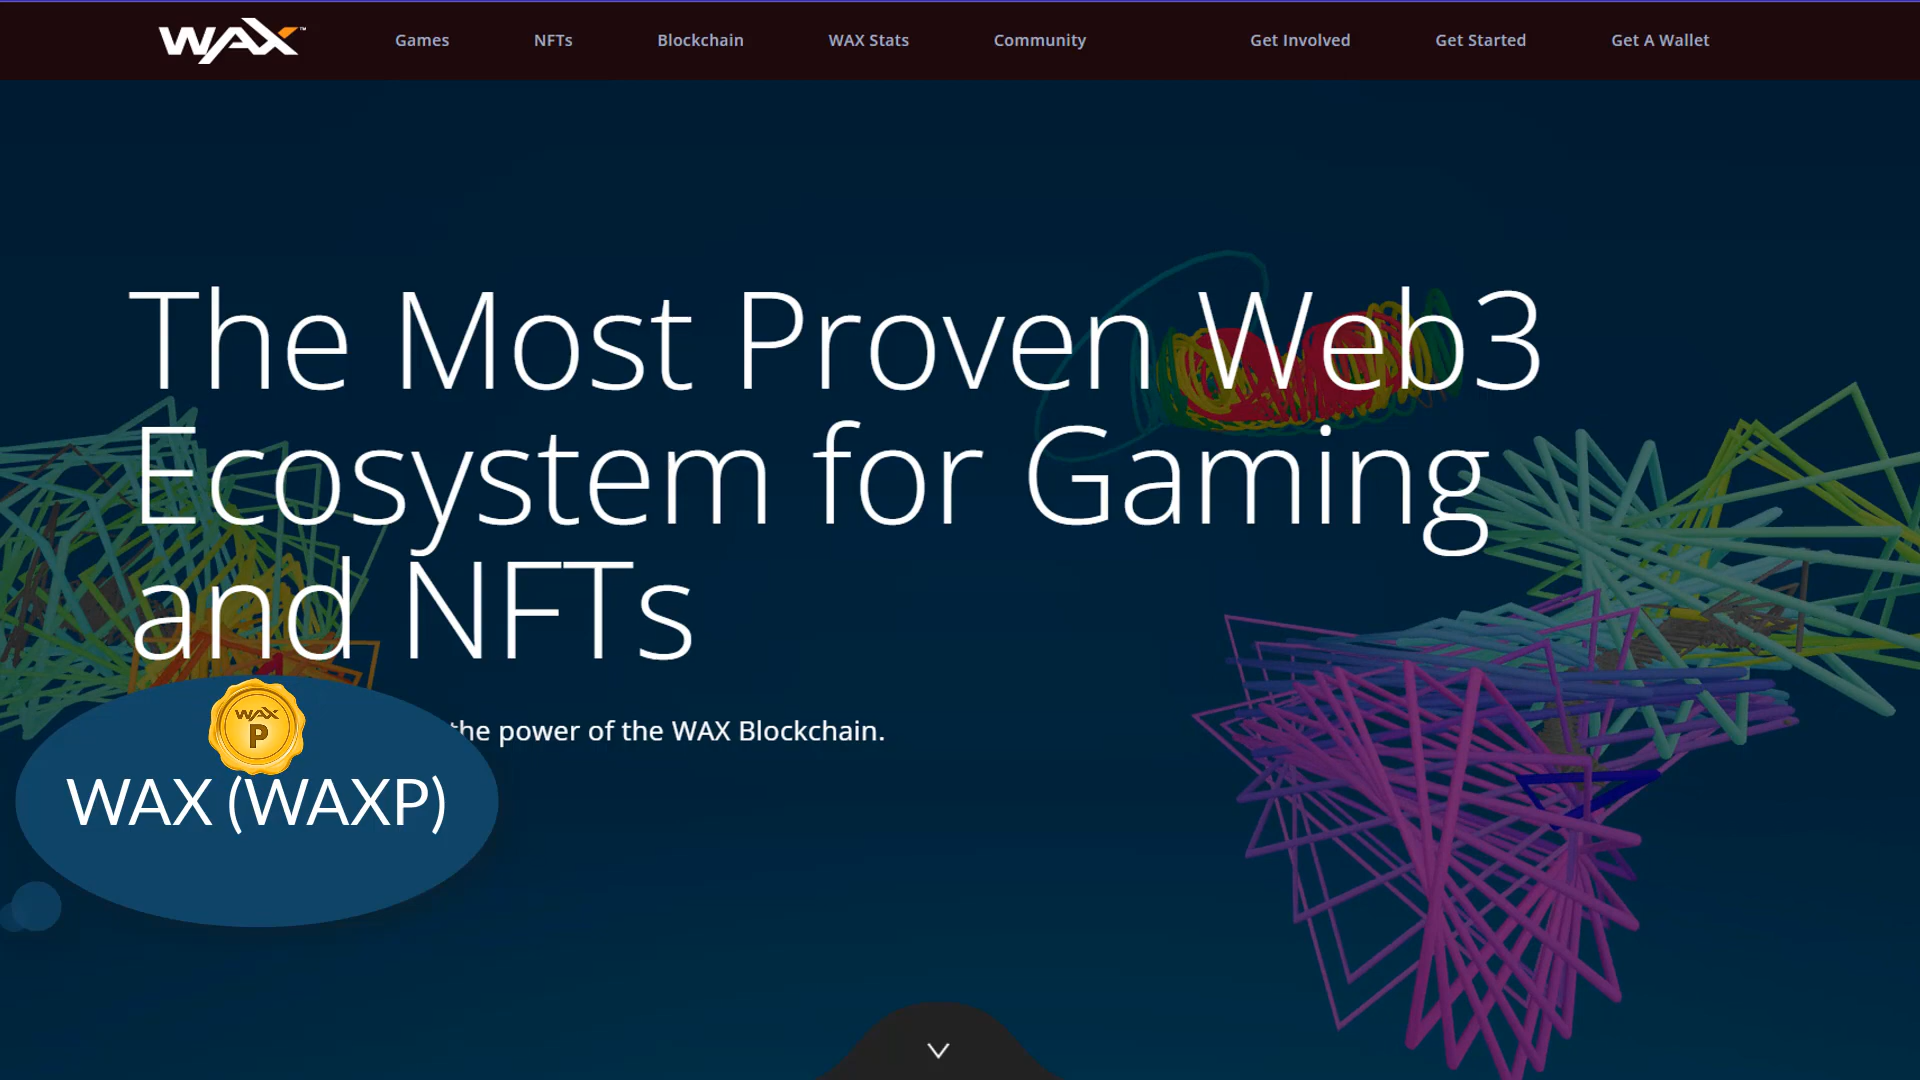 WAX™
Games NFTs Blockchain WAX Stats Community Get Involved Get Started Get A Wallet
The Most Proven Web3
Ecosystem for Gaming
and NFTs
the power of the WAX Blockchain.
WAX
P
WAX (WAXP)